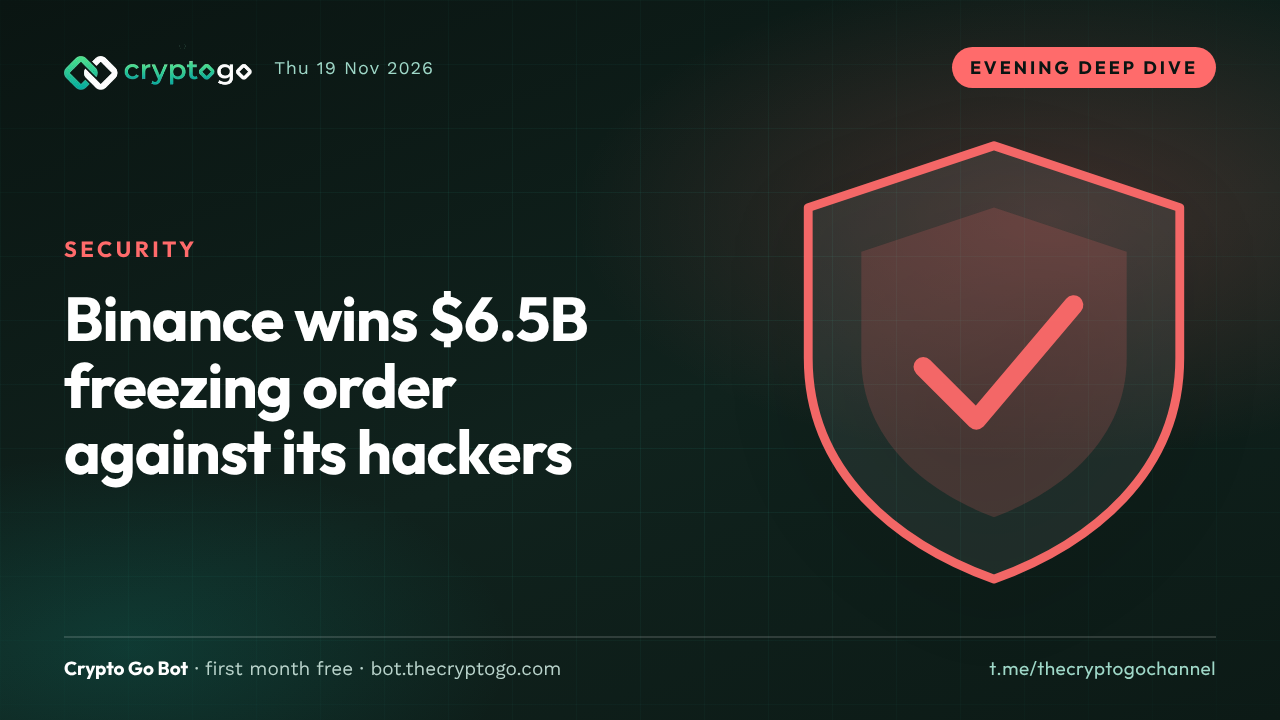 cryptogo Thu 19 Nov 2026
EVENING DEEP DIVE
SECURITY
Binance wins $6.5B
freezing order
against its hackers
Crypto Go Bot · first month free · bot.thecryptogo.com
t.me/thecryptogochannel